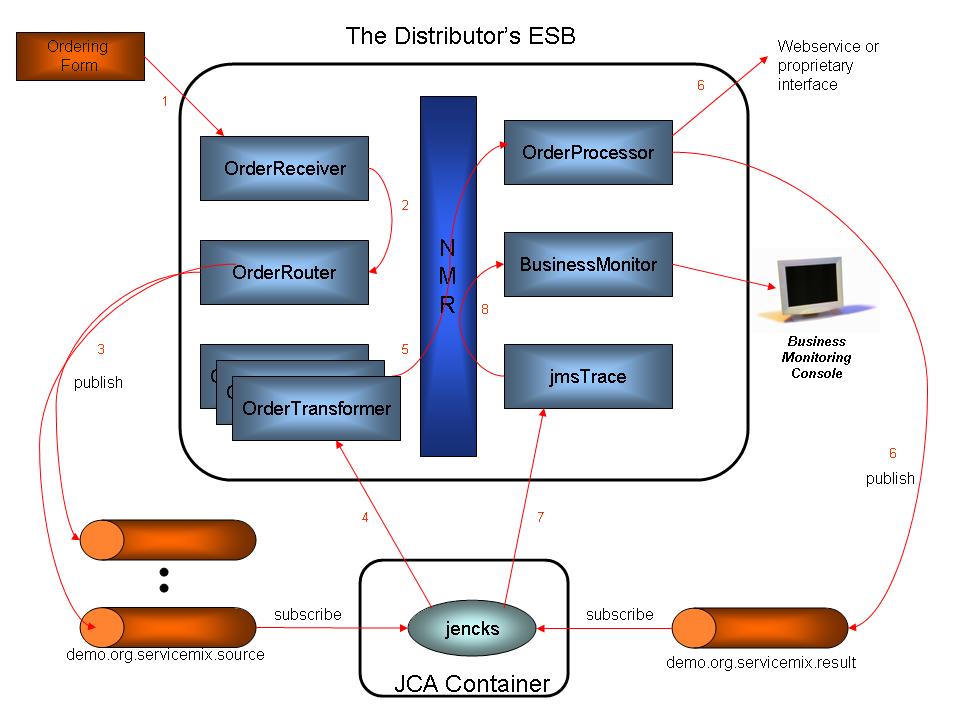 The Distributor's ESB
Ordering
Form
Webservice or
proprietary
interface
1
6
OrderReceiver
OrderProcessor
2
N
M
R
OrderRouter
BusinessMonitor
8
3
publish
5
Business
Monitoring
Console
O
O
OrderTransformer
jmsTrace
6
publish
4
7
subscribe
jencks
subscribe
demo.org.servicemix.source
demo.org.servicemix.result
JCA Container